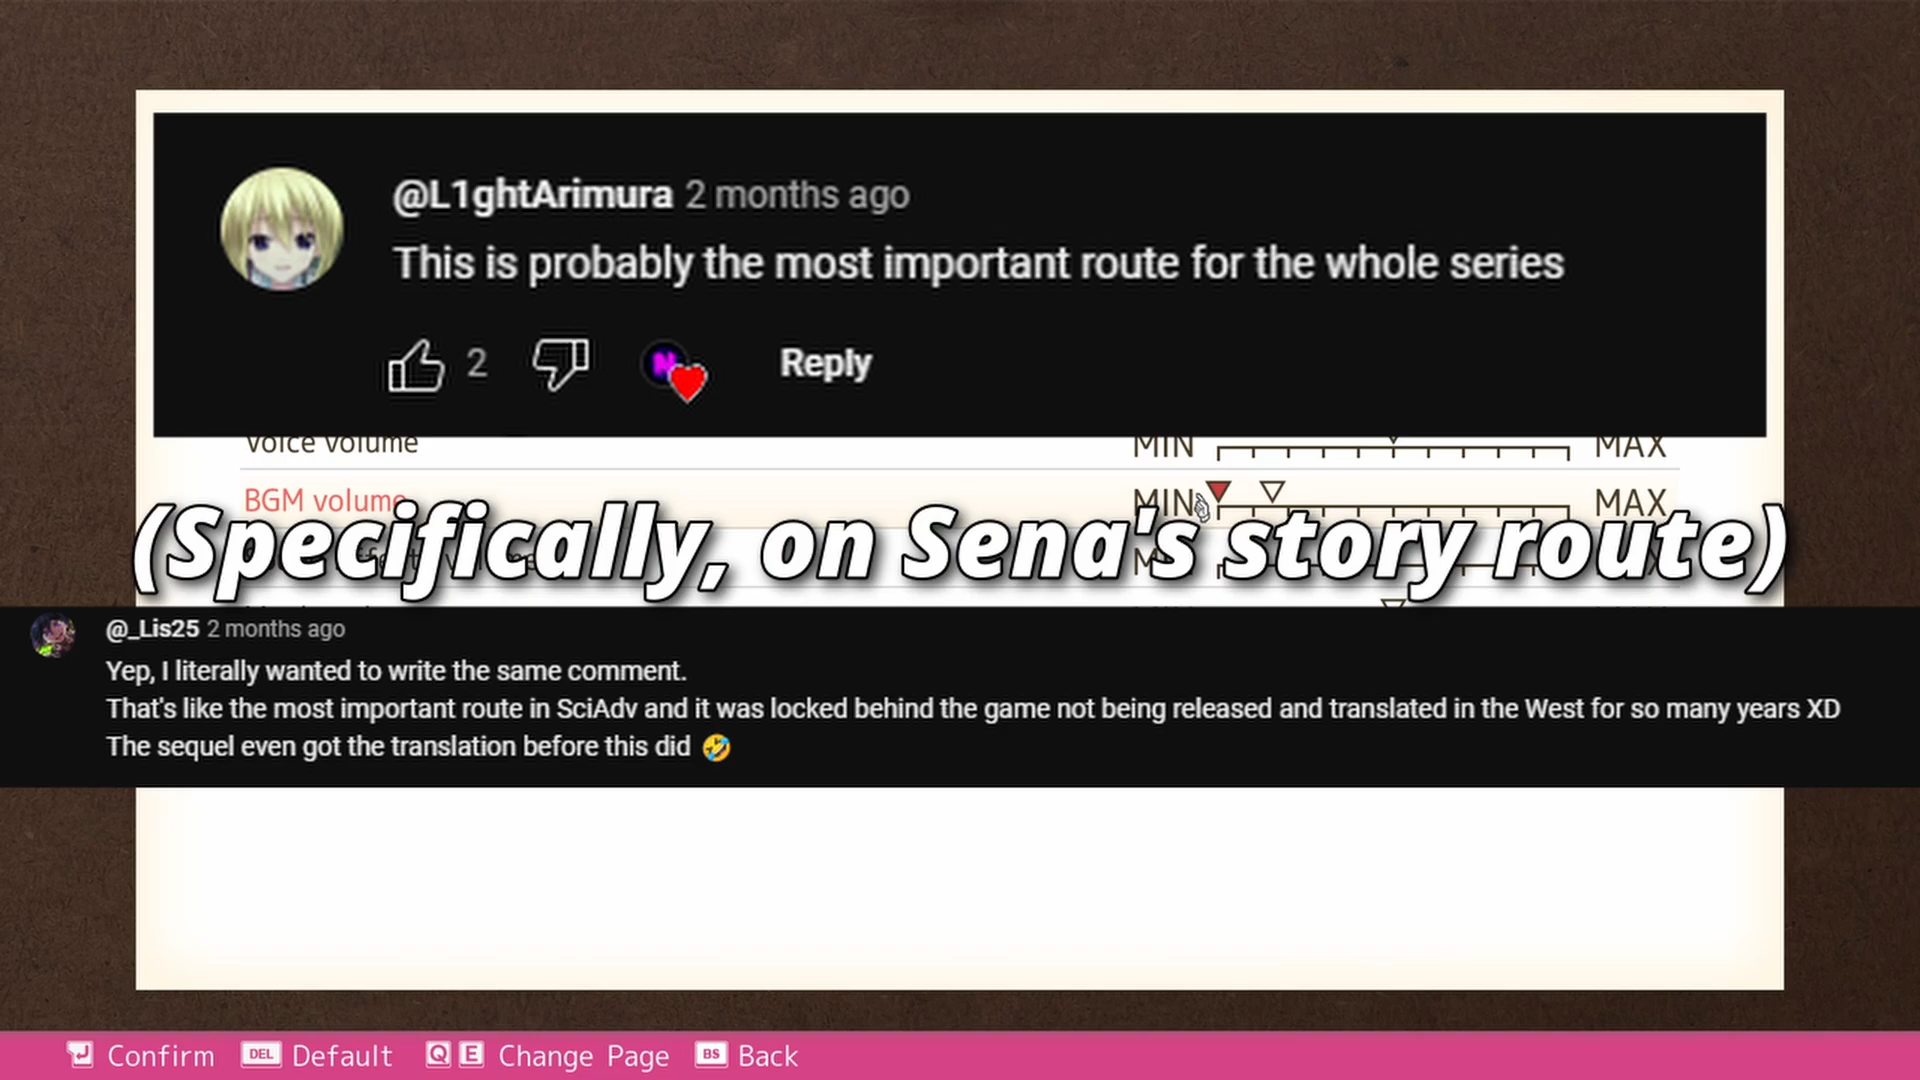 @L1ghtArimura 2 months ago
This is probably the most important route for the whole series
2
Reply
Voice volume MIN MAX
BGM volume MIN MAX
(Specifically, on Sena's story route)
@_Lis25 2 months ago
Yep, I literally wanted to write the same comment.
That's like the most important route in SciAdv and it was locked behind the game not being released and translated in the West for so many years XD
The sequel even got the translation before this did 🤣
Confirm DEL Default Q E Change Page BS Back